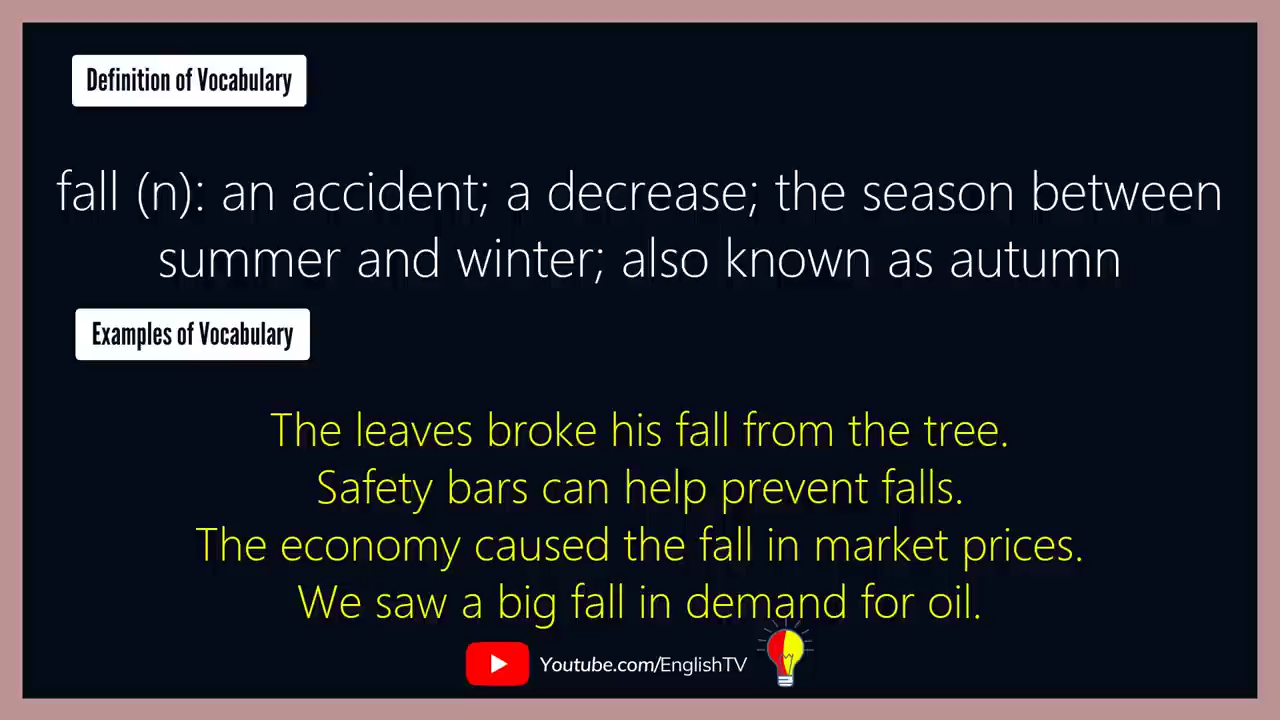 Definition of Vocabulary
fall (n): an accident; a decrease; the season between
summer and winter; also known as autumn
Examples of Vocabulary
The leaves broke his fall from the tree.
Safety bars can help prevent falls.
The economy caused the fall in market prices.
We saw a big fall in demand for oil.
Youtube.com/EnglishTV